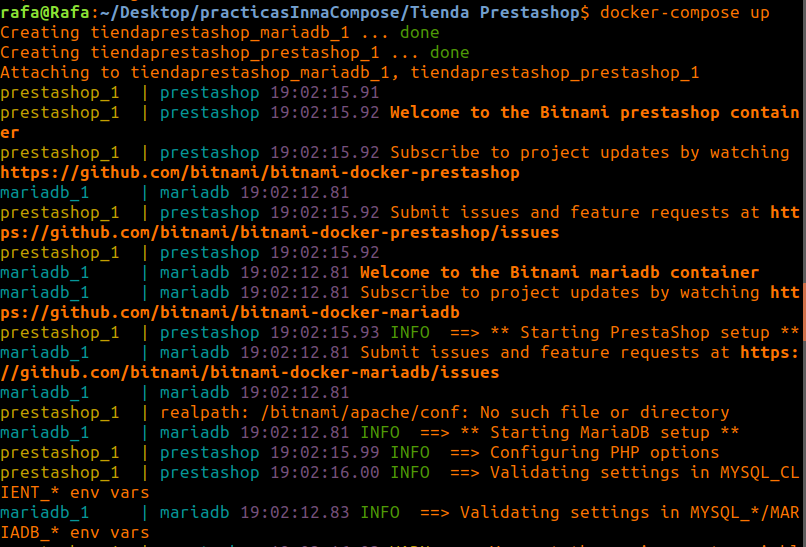 rafa@Rafa:~/Desktop/practicasInmaCompose/Tienda Prestashop$ docker-compose up
Creating tiendaprestashop_mariadb_1 ... done
Creating tiendaprestashop_prestashop_1 ... done
Attaching to tiendaprestashop_mariadb_1, tiendaprestashop_prestashop_1
prestashop_1  | prestashop 19:02:15.91
prestashop_1  | prestashop 19:02:15.92 Welcome to the Bitnami prestashop contain
er
prestashop_1  | prestashop 19:02:15.92 Subscribe to project updates by watching
https://github.com/bitnami/bitnami-docker-prestashop
mariadb_1     | mariadb 19:02:12.81
prestashop_1  | prestashop 19:02:15.92 Submit issues and feature requests at htt
ps://github.com/bitnami/bitnami-docker-prestashop/issues
prestashop_1  | prestashop 19:02:15.92
mariadb_1     | mariadb 19:02:12.81 Welcome to the Bitnami mariadb container
mariadb_1     | mariadb 19:02:12.81 Subscribe to project updates by watching htt
ps://github.com/bitnami/bitnami-docker-mariadb
prestashop_1  | prestashop 19:02:15.93 INFO  ==> ** Starting PrestaShop setup **
mariadb_1     | mariadb 19:02:12.81 Submit issues and feature requests at https:
//github.com/bitnami/bitnami-docker-mariadb/issues
mariadb_1     | mariadb 19:02:12.81
prestashop_1  | realpath: /bitnami/apache/conf: No such file or directory
mariadb_1     | mariadb 19:02:12.81 INFO  ==> ** Starting MariaDB setup **
prestashop_1  | prestashop 19:02:15.99 INFO  ==> Configuring PHP options
prestashop_1  | prestashop 19:02:16.00 INFO  ==> Validating settings in MYSQL_CL
IENT_* env vars
mariadb_1     | mariadb 19:02:12.83 INFO  ==> Validating settings in MYSQL_*/MAR
IADB_* env vars